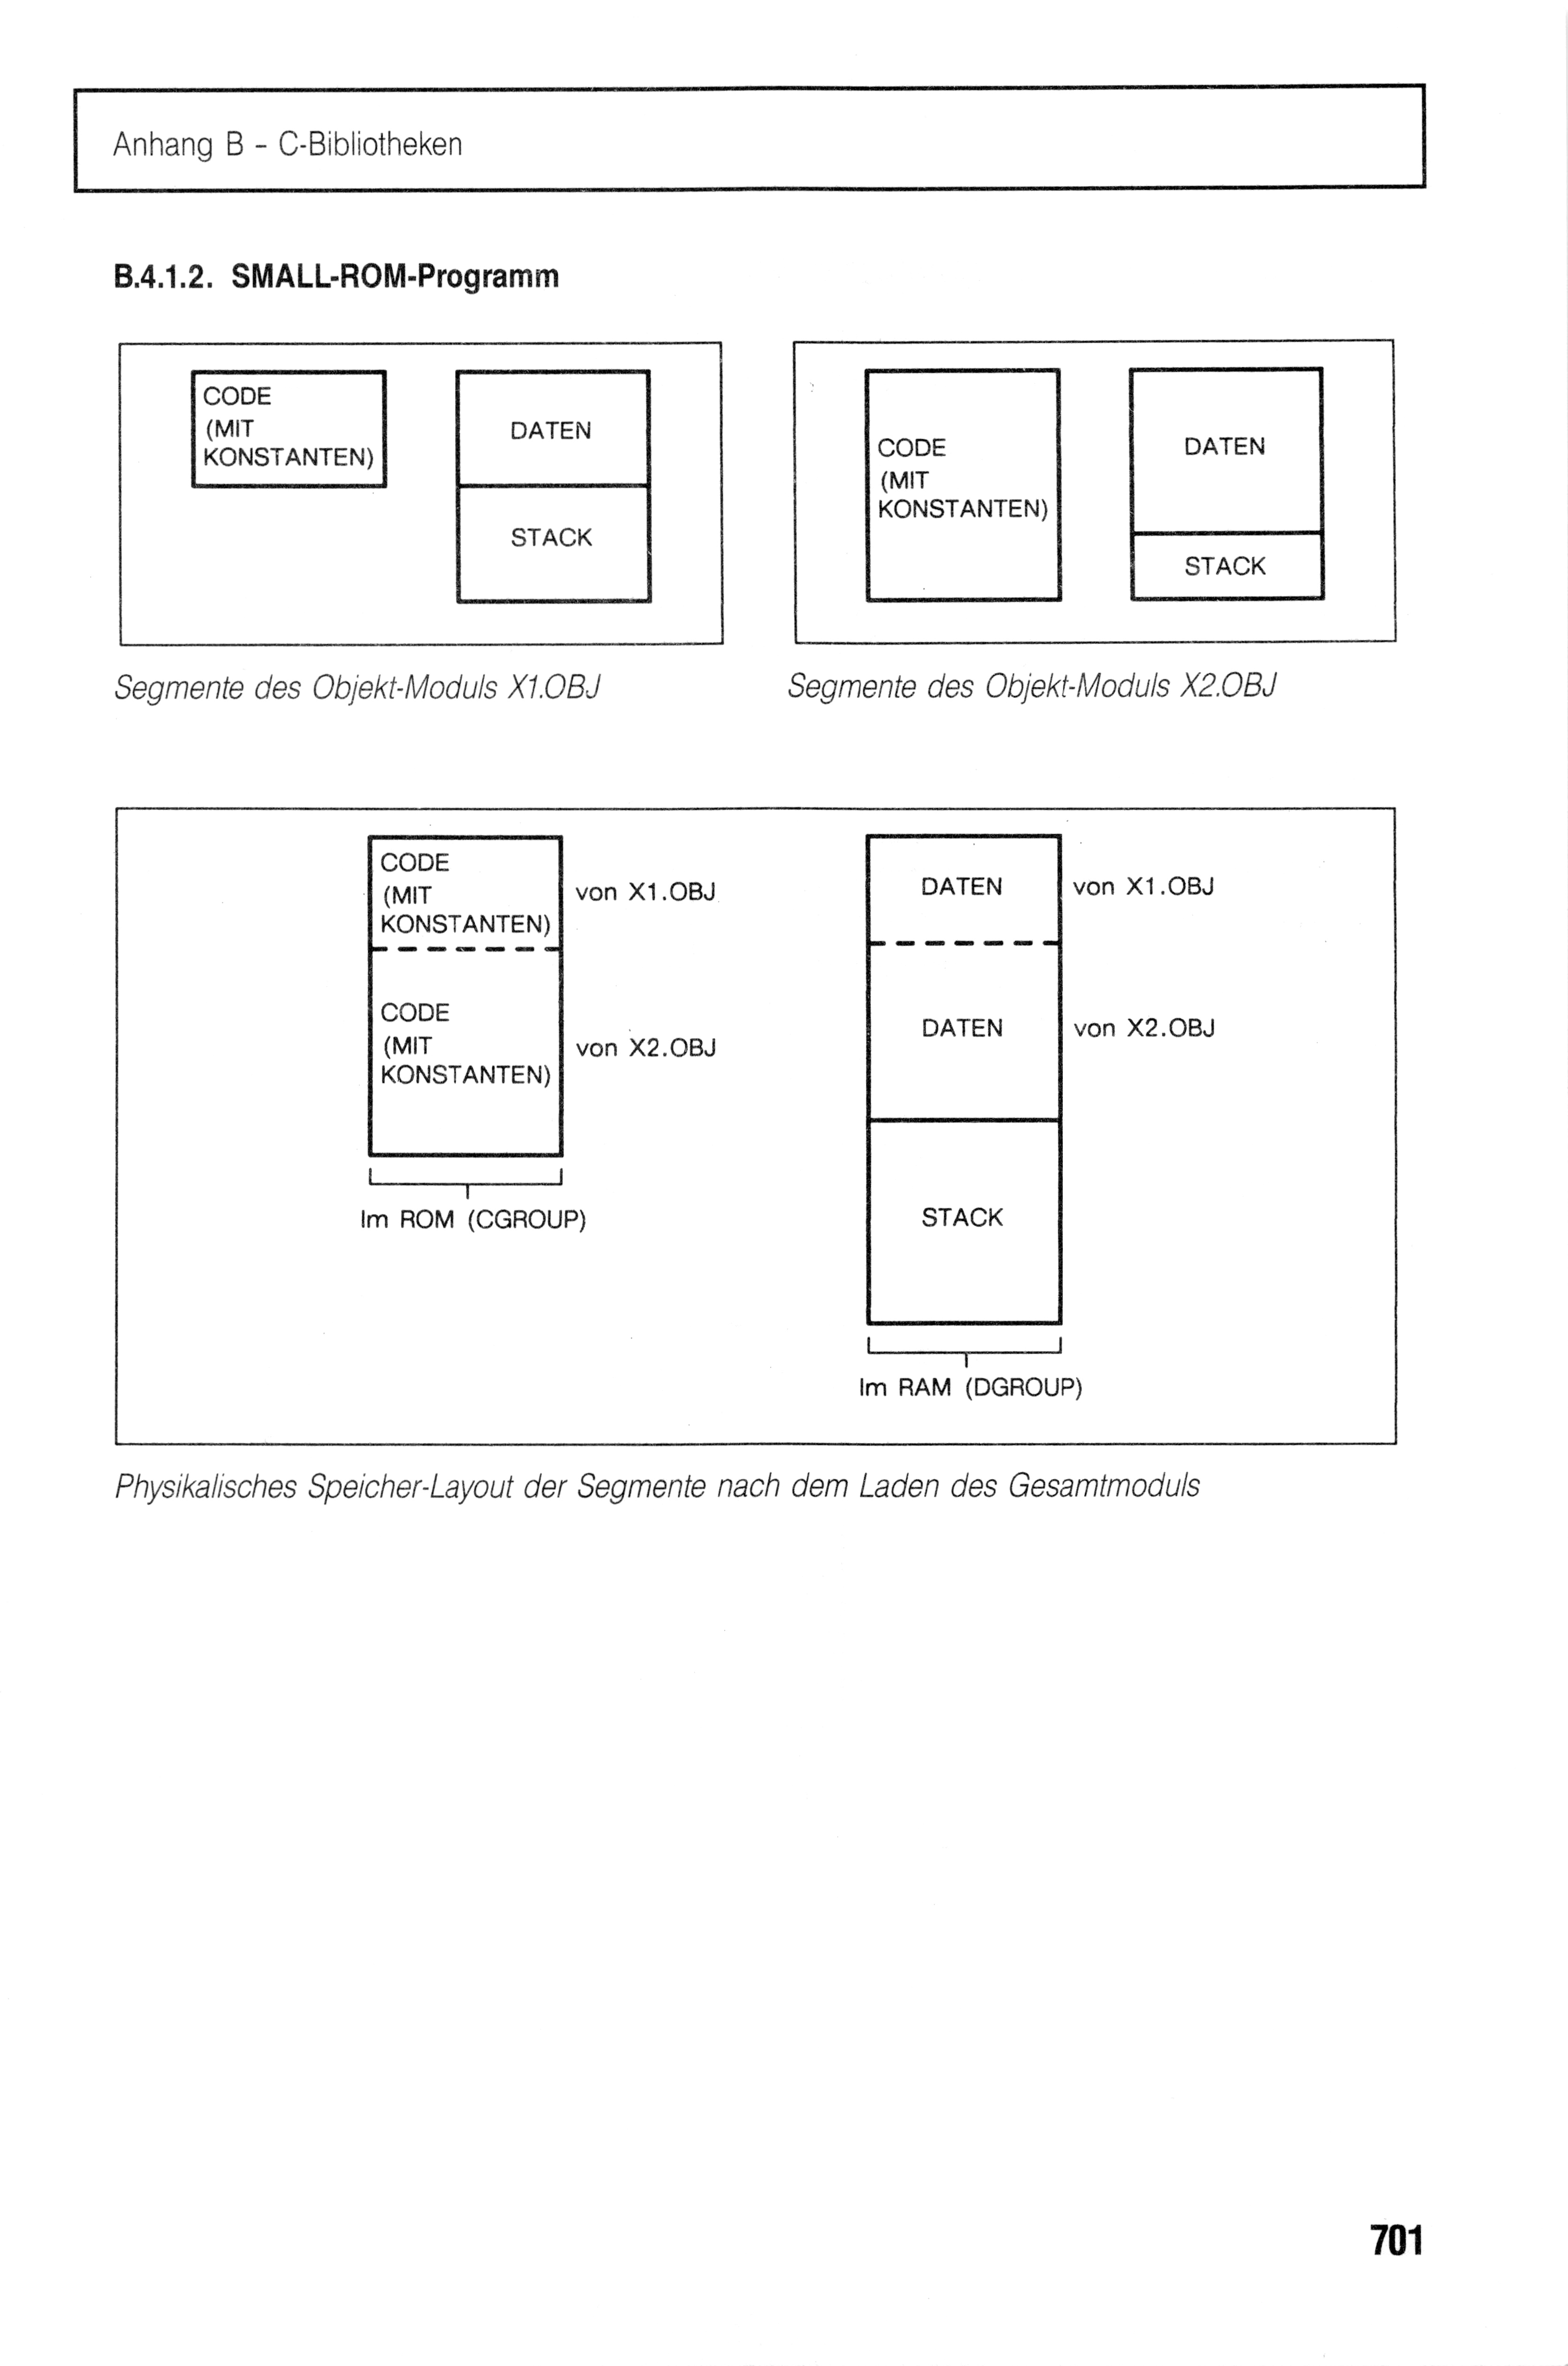 Anhang B - C-Bibliotheken
B.4.1.2. SMALL-ROM-Programm
CODE
(MIT
KONSTANTEN)
DATEN
STACK
CODE
(MIT
KONSTANTEN)
DATEN
STACK
Segmente des Objekt-Moduls X1.OBJ
Segmente des Objekt-Moduls X2.OBJ
CODE
(MIT
KONSTANTEN)
von X1.OBJ
CODE
(MIT
KONSTANTEN)
von X2.OBJ
Im ROM (CGROUP)
DATEN
von X1.OBJ
DATEN
von X2.OBJ
STACK
Im RAM (DGROUP)
Physikalisches Speicher-Layout der Segmente nach dem Laden des Gesamtmoduls
701